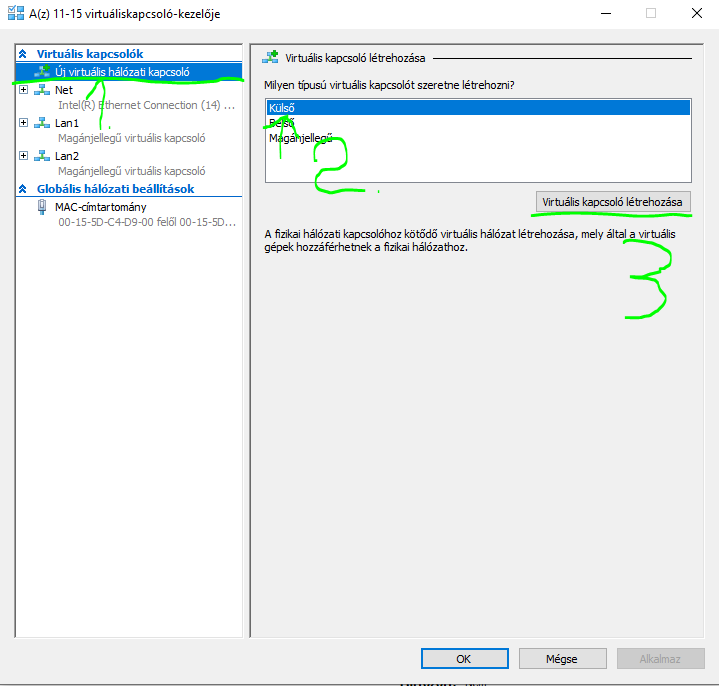 A(z) 11-15 virtuáliskapcsoló-kezelője
Virtuális kapcsolók
Új virtuális hálózati kapcsoló
Net
Intel(R) Ethernet Connection (14) ...
Lan1
Magánjellegű virtuális kapcsoló
Lan2
Magánjellegű virtuális kapcsoló
Globális hálózati beállítások
MAC-címtartomány
00-15-5D-C4-D9-00 felől 00-15-5D...
1.
Virtuális kapcsoló létrehozása
Milyen típusú virtuális kapcsolót szeretne létrehozni?
Külső
Belső
Magánjellegű
2.
Virtuális kapcsoló létrehozása
A fizikai hálózati kapcsolóhoz kötődő virtuális hálózat létrehozása, mely által a virtuális
gépek hozzáférhetnek a fizikai hálózathoz.
3
OK
Mégse
Alkalmaz